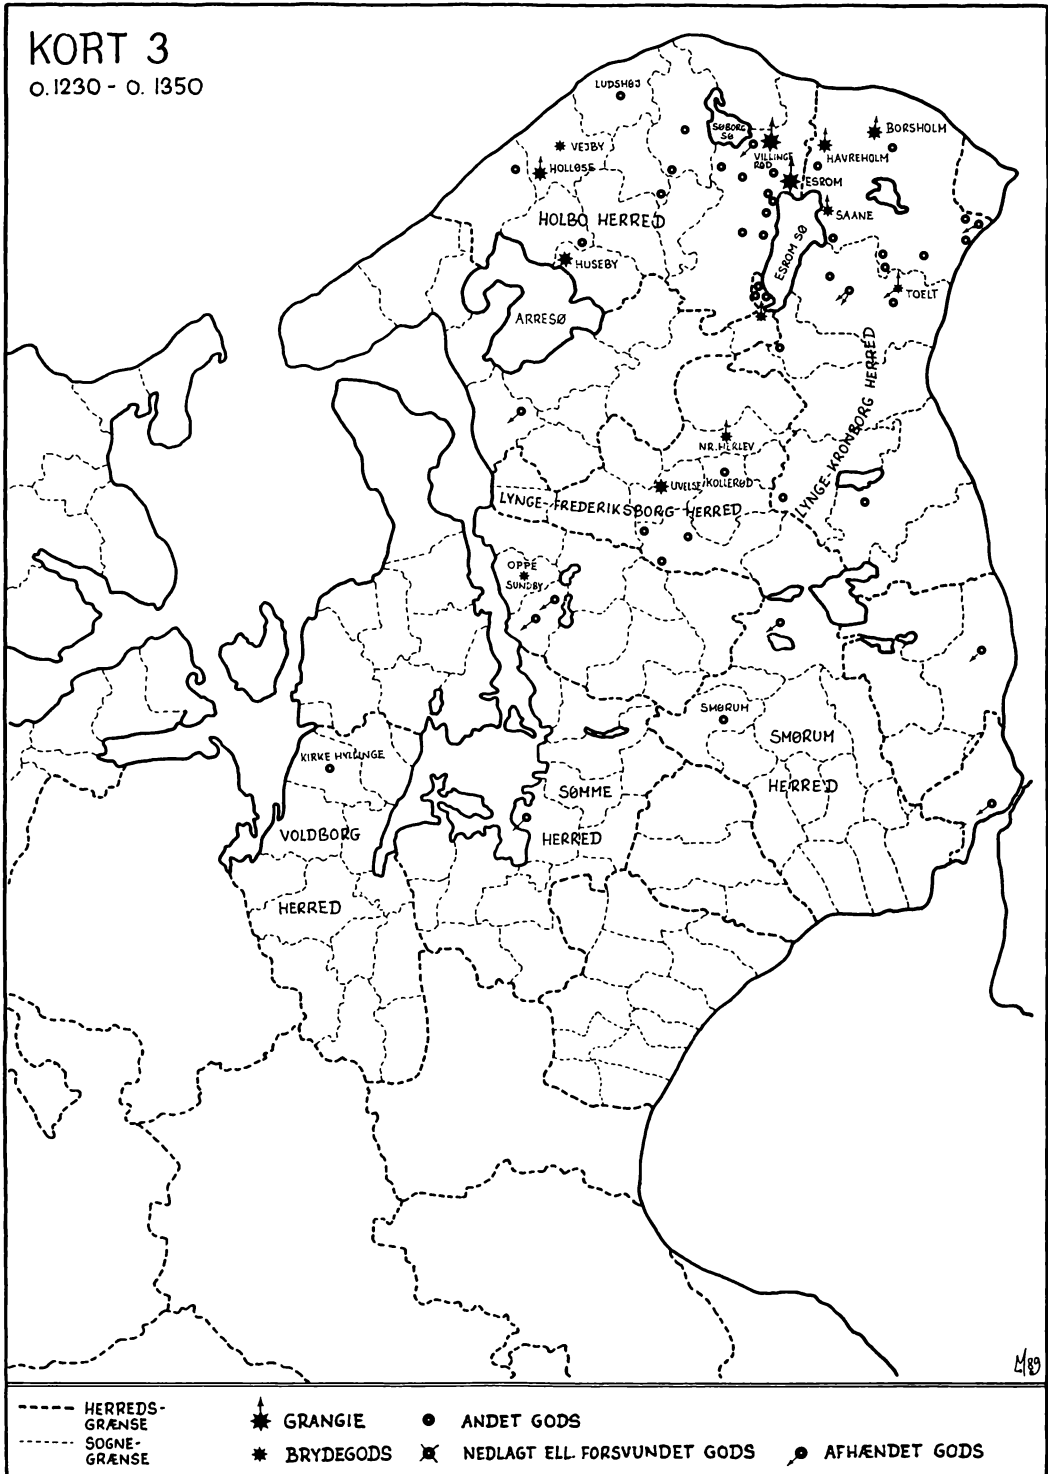 KORT 3
o. 1230 - o. 1350
LUDSHØJ
SØBORG
SØ
BORSHOLM
VEJBY
VILLINGE
RØD
HAVREHOLM
HOLLØSE
ESROM
SAANE
HOLBO HERRED
ESROM SØ
HUSEBY
TOELT
ARRESØ
LYNGE-KRONBORG HERRED
NR. HERLEV
UVELSE
KOLLERØD
LYNGE-FREDERIKSBORG HERRED
OPPE
SUNDBY
SMØRUM
SMØRUM
HERRED
KIRKE HYLLINGE
SØMME
HERRED
VOLDBORG
HERRED
HERREDS-
GRÆNSE
SOGNE-
GRÆNSE
GRANGIE
BRYDEGODS
ANDET GODS
NEDLAGT ELL. FORSVUNDET GODS
AFHÆNDET GODS